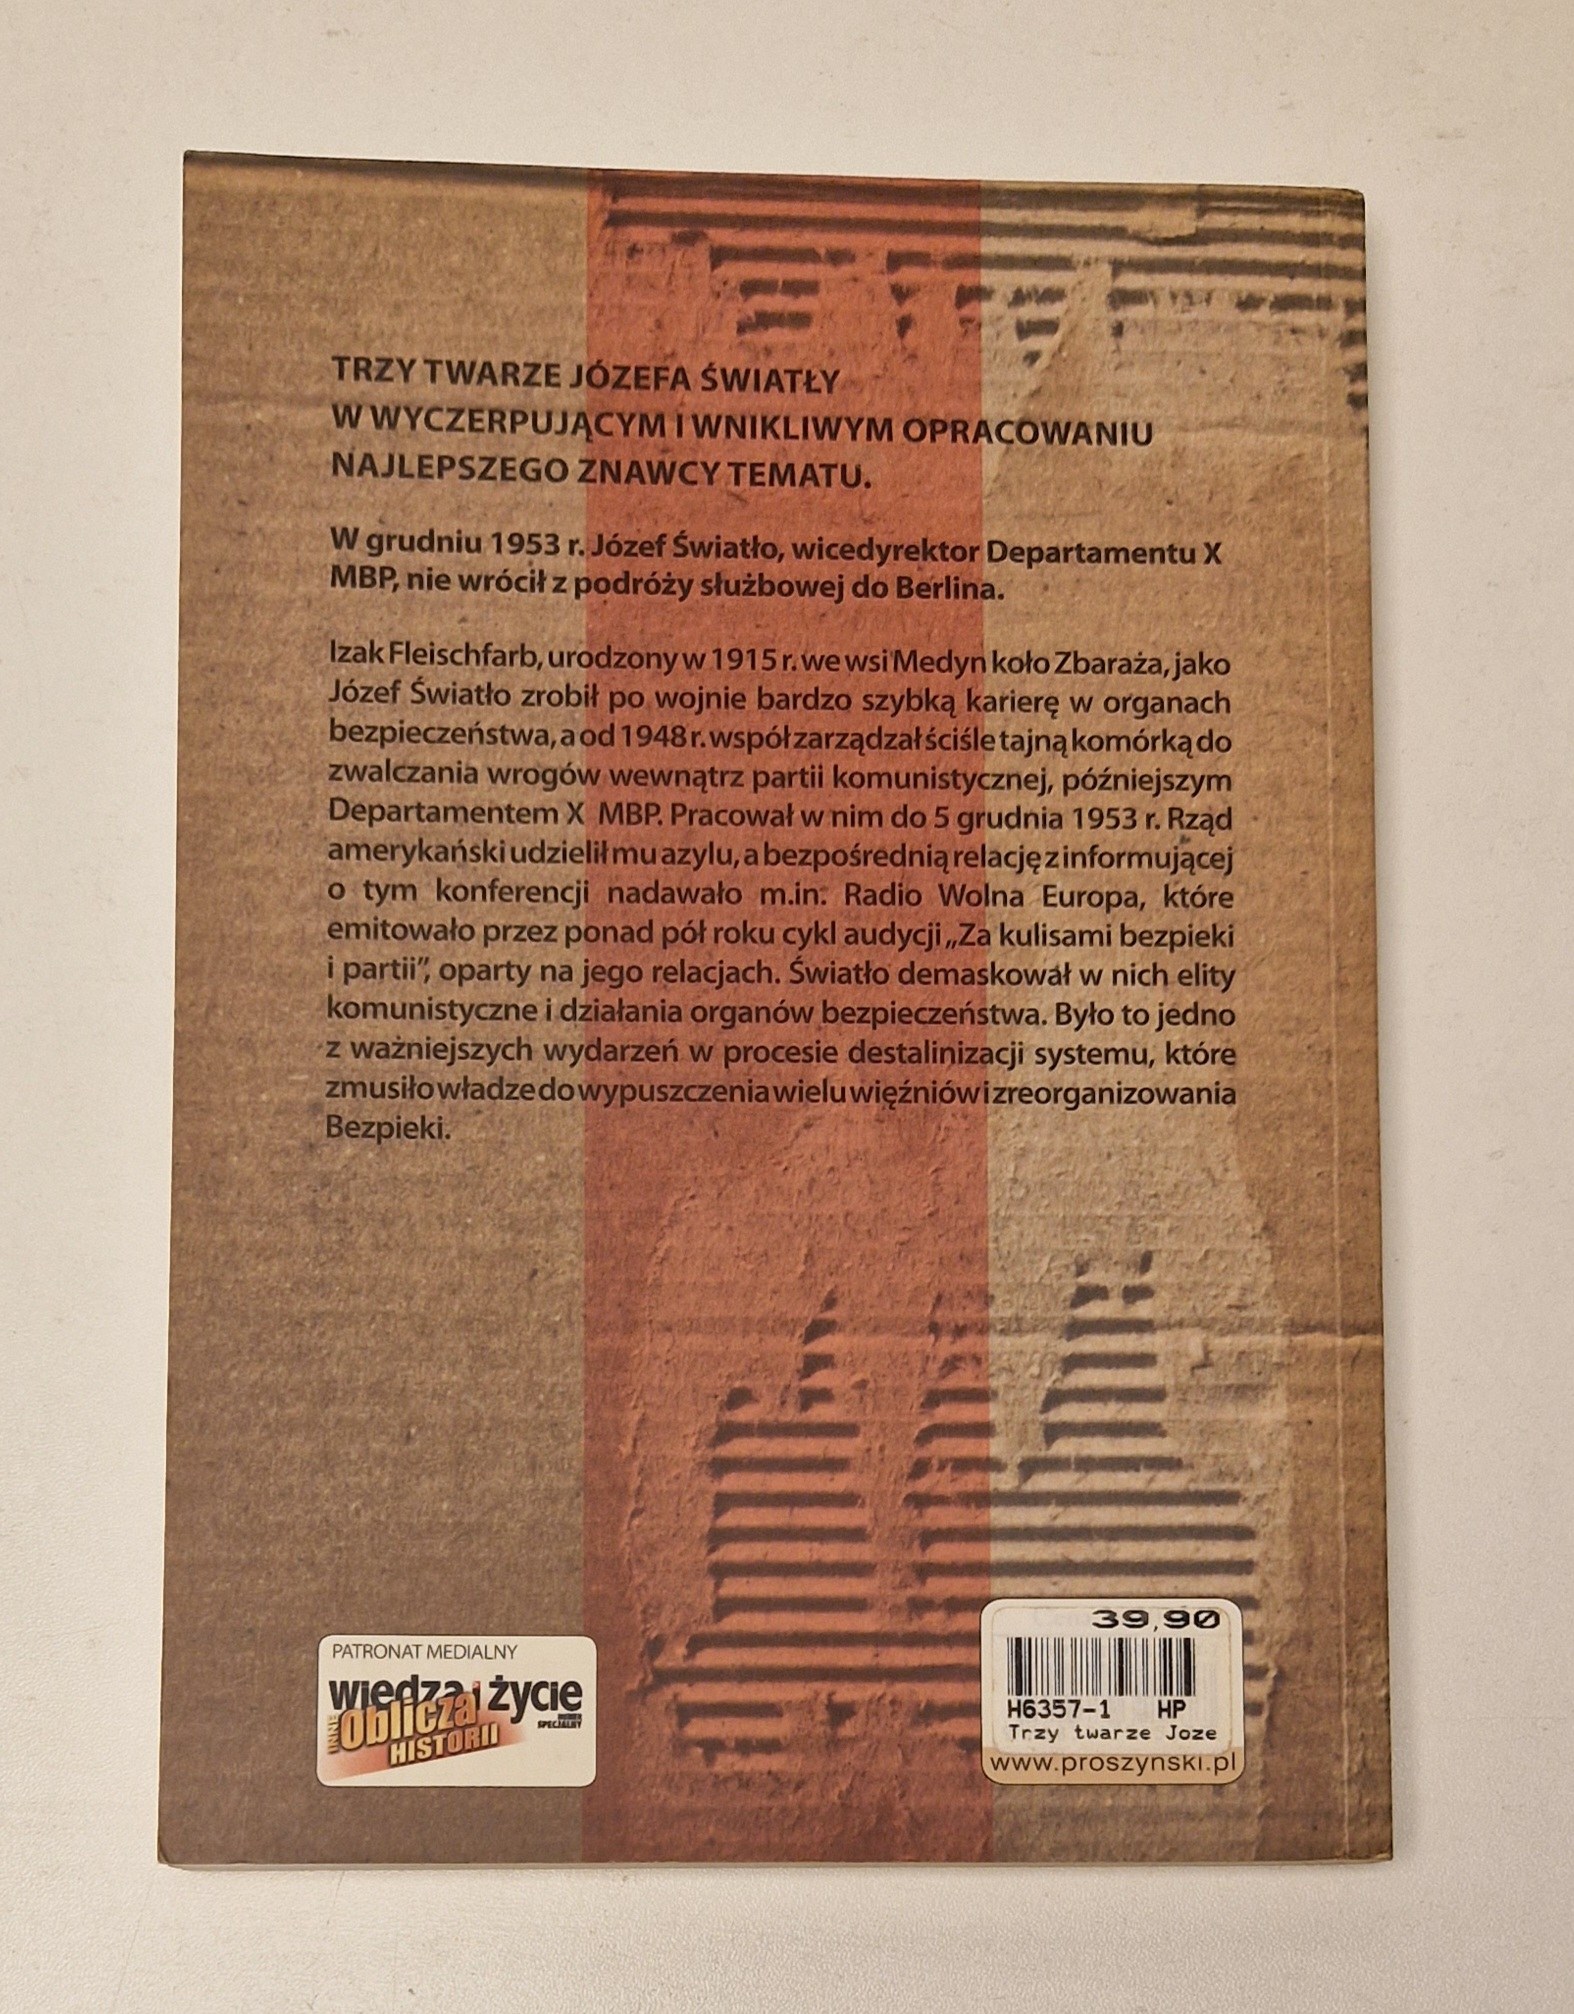 TRZY TWARZE JÓZEFA ŚWIATŁY
W WYCZERPUJĄCYM I WNIKLIWYM OPRACOWANIU
NAJLEPSZEGO ZNAWCY TEMATU.
W grudniu 1953 r. Józef Światło, wicedyrektor Departamentu X
MBP, nie wrócił z podróży służbowej do Berlina.
Izak Fleischfarb, urodzony w 1915 r. we wsi Medyn koło Zbaraża, jako
Józef Światło zrobił po wojnie bardzo szybką karierę w organach
bezpieczeństwa, a od 1948 r. współzarządzał ściśle tajną komórką do
zwalczania wrogów wewnątrz partii komunistycznej, późniejszym
Departamentem X MBP. Pracował w nim do 5 grudnia 1953 r. Rząd
amerykański udzielił mu azylu, a bezpośrednią relację z informującej
o tym konferencji nadawało m.in. Radio Wolna Europa, które
emitowało przez ponad pół roku cykl audycji „Za kulisami bezpieki
i partii”, oparty na jego relacjach. Światło demaskował w nich elity
komunistyczne i działania organów bezpieczeństwa. Było to jedno
z ważniejszych wydarzeń w procesie destalinizacji systemu, które
zmusiło władze do wypuszczenia wielu więźniów i zreorganizowania
Bezpieki.
PATRONAT MEDIALNY
wiedza i życie
INNE Oblicza HISTORII
NUMER SPECJALNY
39,90
H6357-1 HP
Trzy twarze Joze
www.proszynski.pl